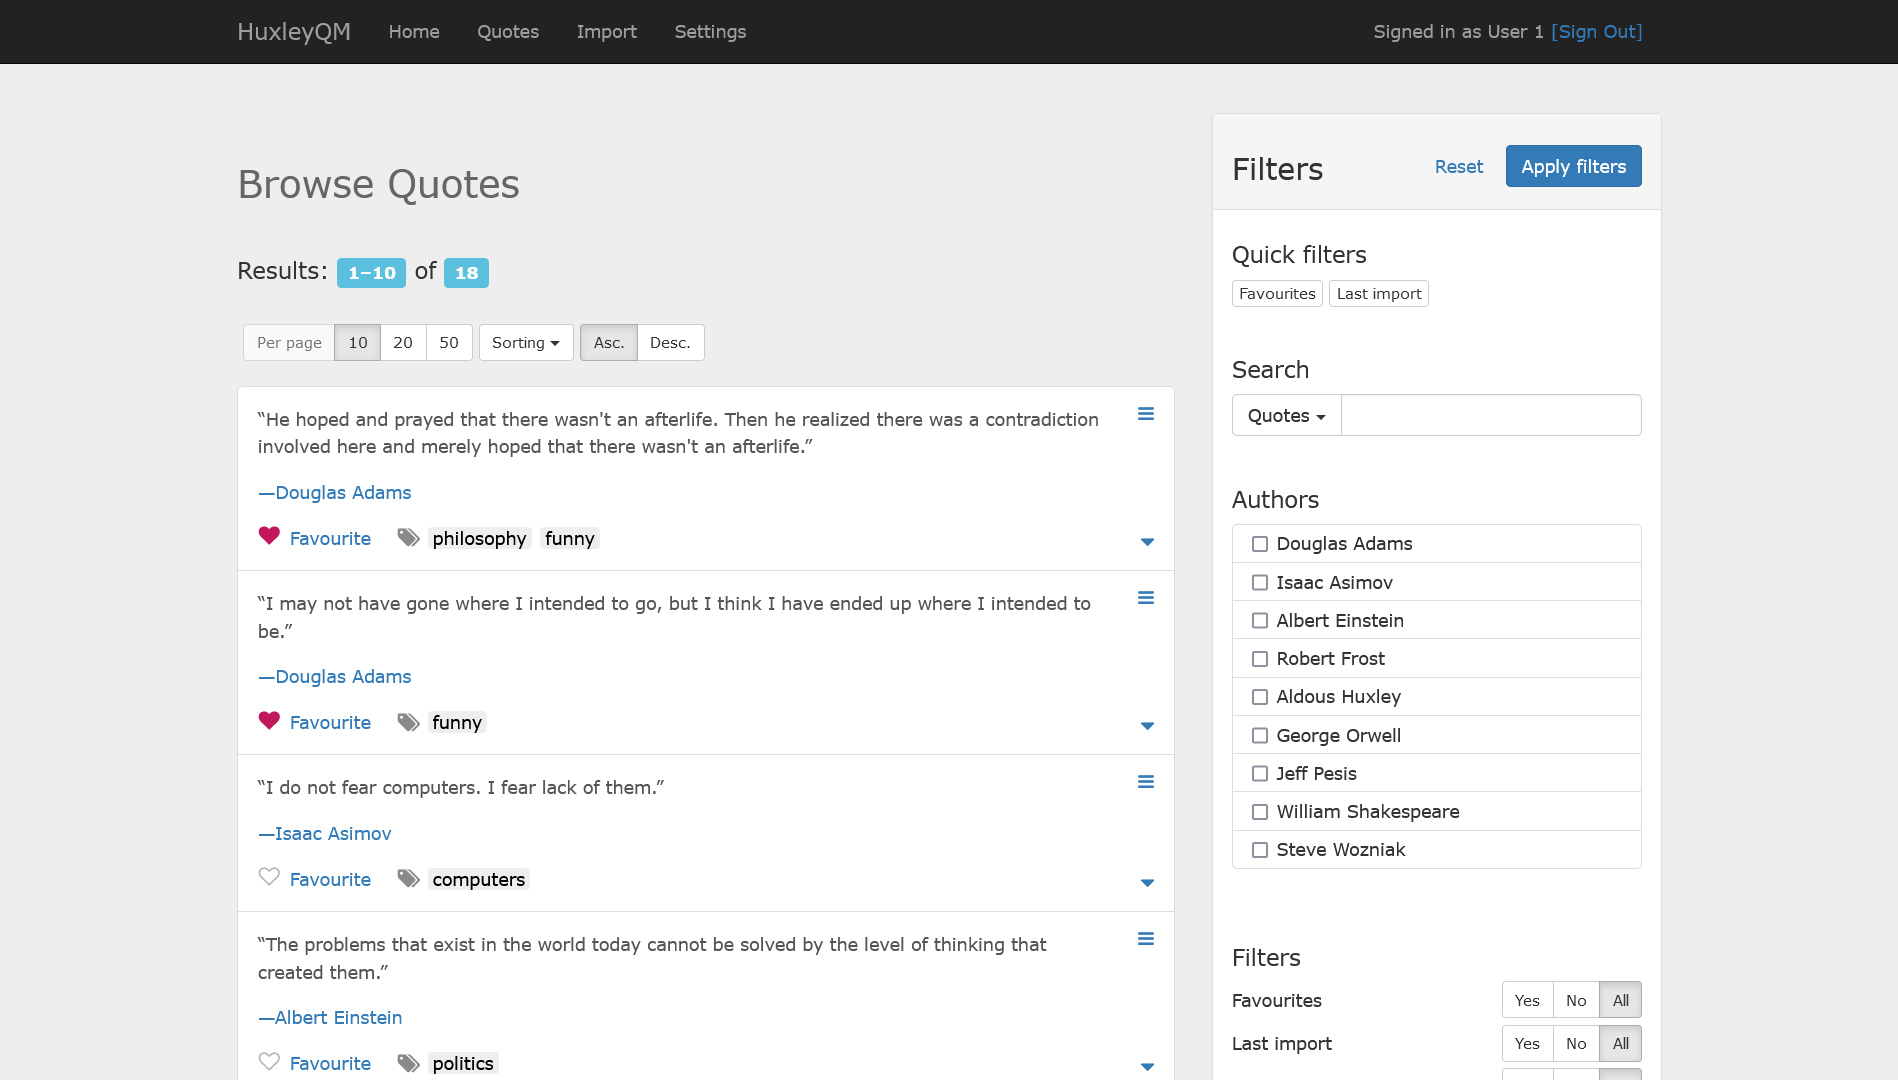 HuxleyQM Home Quotes Import Settings Signed in as User 1 [Sign Out]
Browse Quotes
Results: 1–10 of 18
Per page 10 20 50 Sorting Asc. Desc.
“He hoped and prayed that there wasn't an afterlife. Then he realized there was a contradiction
involved here and merely hoped that there wasn't an afterlife.”
—Douglas Adams
Favourite philosophy funny
“I may not have gone where I intended to go, but I think I have ended up where I intended to
be.”
—Douglas Adams
Favourite funny
“I do not fear computers. I fear lack of them.”
—Isaac Asimov
Favourite computers
“The problems that exist in the world today cannot be solved by the level of thinking that
created them.”
—Albert Einstein
Favourite politics
Filters Reset Apply filters
Quick filters
Favourites Last import
Search
Quotes
Authors
Douglas Adams
Isaac Asimov
Albert Einstein
Robert Frost
Aldous Huxley
George Orwell
Jeff Pesis
William Shakespeare
Steve Wozniak
Filters
Favourites Yes No All
Last import Yes No All